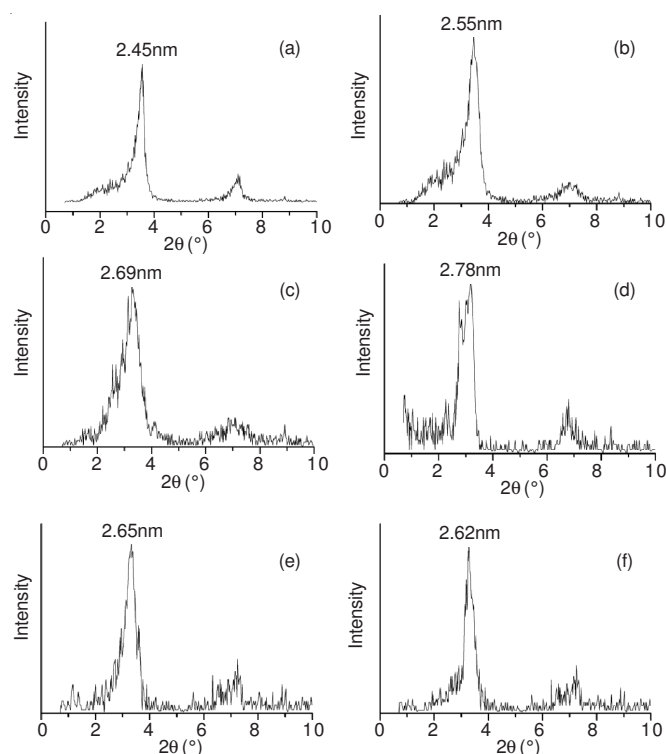 2.45nm
(a)
Intensity
0 2 4 6 8 10
2θ (°)
2.55nm
(b)
Intensity
0 2 4 6 8 10
2θ (°)
2.69nm
(c)
Intensity
0 2 4 6 8 10
2θ (°)
2.78nm
(d)
Intensity
0 2 4 6 8 10
2θ (°)
2.65nm
(e)
Intensity
0 2 4 6 8 10
2θ (°)
2.62nm
(f)
Intensity
0 2 4 6 8 10
2θ (°)